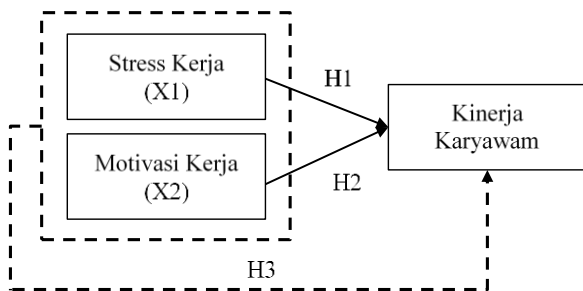 Stress Kerja
(X1)
H1
Kinerja
Karyawam
Motivasi Kerja
(X2)
H2
H3